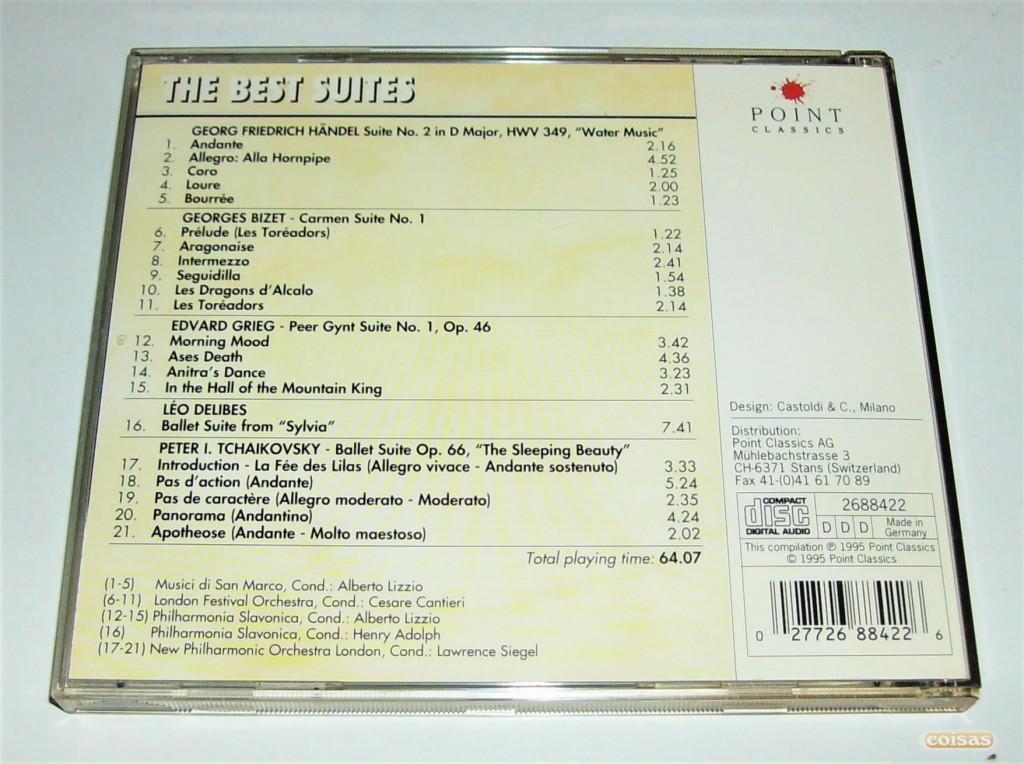 THE BEST SUITES
GEORG FRIEDRICH HÄNDEL Suite No. 2 in D Major, HWV 349, "Water Music"
1. Andante 2.16
2. Allegro: Alla Hornpipe 4.52
3. Coro 1.25
4. Loure 2.00
5. Bourrée 1.23
GEORGES BIZET - Carmen Suite No. 1
6. Prélude (Les Toréadors) 1.22
7. Aragonaise 2.14
8. Intermezzo 2.41
9. Seguidilla 1.54
10. Les Dragons d'Alcalo 1.38
11. Les Toréadors 2.14
EDVARD GRIEG - Peer Gynt Suite No. 1, Op. 46
12. Morning Mood 3.42
13. Ases Death 4.36
14. Anitra's Dance 3.23
15. In the Hall of the Mountain King 2.31
LÉO DELIBES
16. Ballet Suite from "Sylvia" 7.41
PETER I. TCHAIKOVSKY - Ballet Suite Op. 66, "The Sleeping Beauty"
17. Introduction - La Fée des Lilas (Allegro vivace - Andante sostenuto) 3.33
18. Pas d'action (Andante) 5.24
19. Pas de caractère (Allegro moderato - Moderato) 2.35
20. Panorama (Andantino) 4.24
21. Apotheose (Andante - Molto maestoso) 2.02
Total playing time: 64.07
(1-5) Musici di San Marco, Cond.: Alberto Lizzio
(6-11) London Festival Orchestra, Cond.: Cesare Cantieri
(12-15) Philharmonia Slavonica, Cond.: Alberto Lizzio
(16) Philharmonia Slavonica, Cond.: Henry Adolph
(17-21) New Philharmonic Orchestra London, Cond.: Lawrence Siegel
POINT
CLASSICS
Design: Castoldi & C., Milano
Distribution:
Point Classics AG
Mühlebachstrasse 3
CH-6371 Stans (Switzerland)
Fax 41-(0)41 61 70 89
COMPACT
disc
DIGITAL AUDIO
2688422
D D D
Made in
Germany
This compilation ℗ 1995 Point Classics
© 1995 Point Classics
0 27726 88422 6
coisas